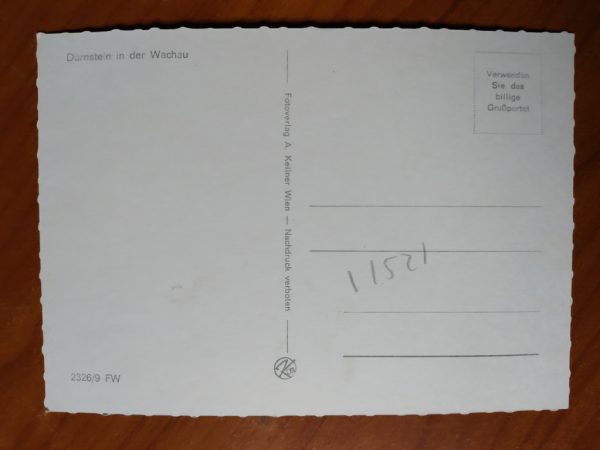 Dürnstein in der Wachau
Verwenden
Sie das
billige
Grußporto!
Fotoverlag A. Kellner Wien — Nachdruck verboten
11521
2326/9 FW